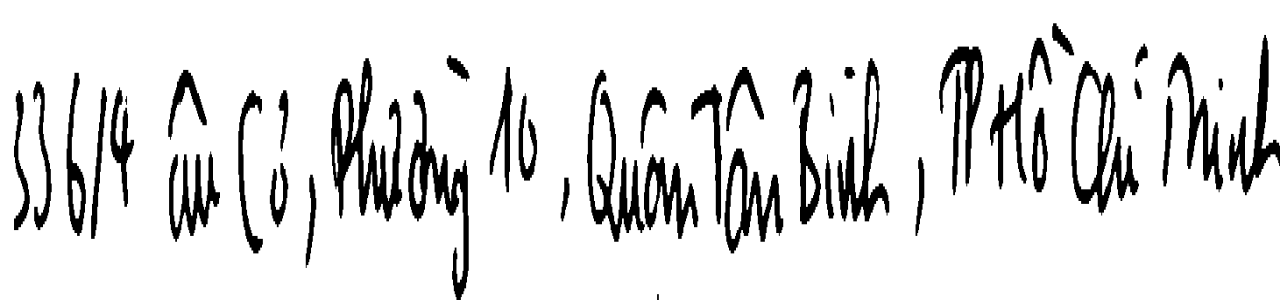 336/4 Âu Cơ, Phường 10, Quận Tân Bình, TP Hồ Chí Minh